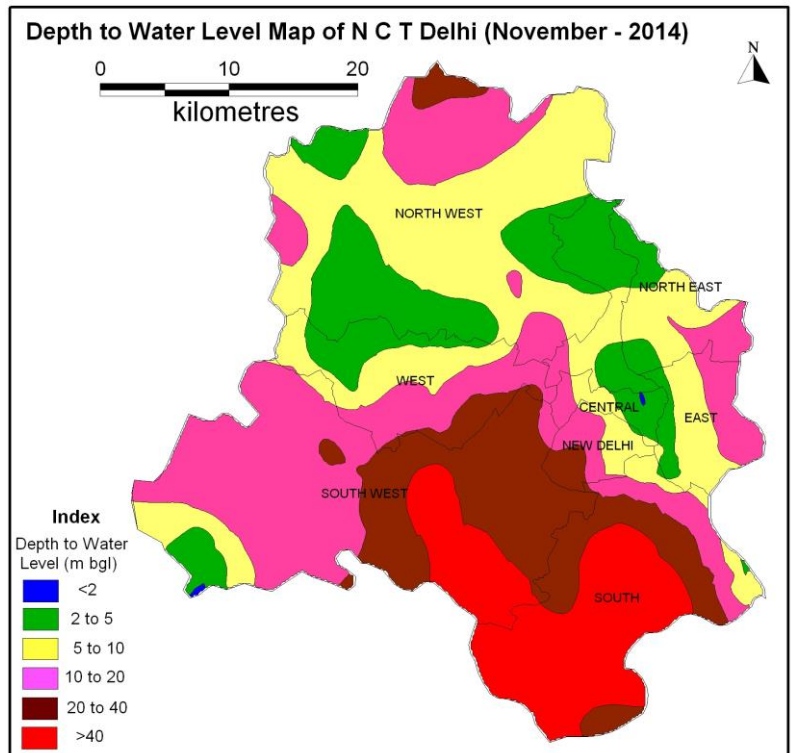 Depth to Water Level Map of N C T Delhi (November - 2014)
N
0 10 20
kilometres
NORTH WEST
NORTH EAST
WEST
CENTRAL
EAST
NEW DELHI
SOUTH WEST
SOUTH
Index
Depth to Water
Level (m bgl)
<2
2 to 5
5 to 10
10 to 20
20 to 40
>40